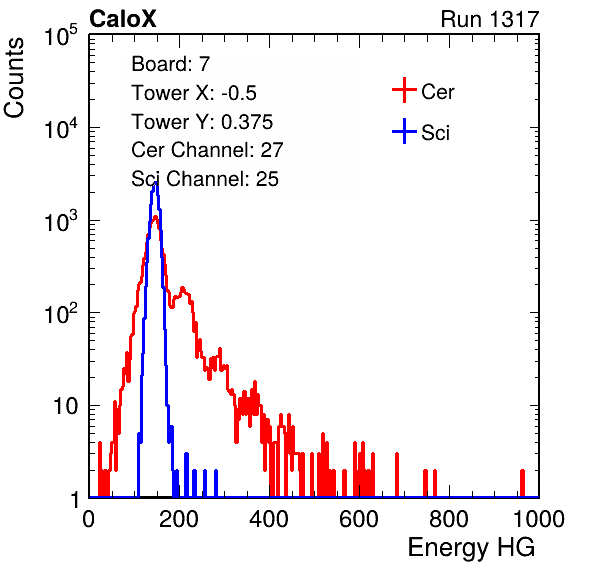 CaloX Run 1317
Counts
Board: 7
Tower X: -0.5
Tower Y: 0.375
Cer Channel: 27
Sci Channel: 25
Cer
Sci
10^5
10^4
10^3
10^2
10
1
0 200 400 600 800 1000
Energy HG